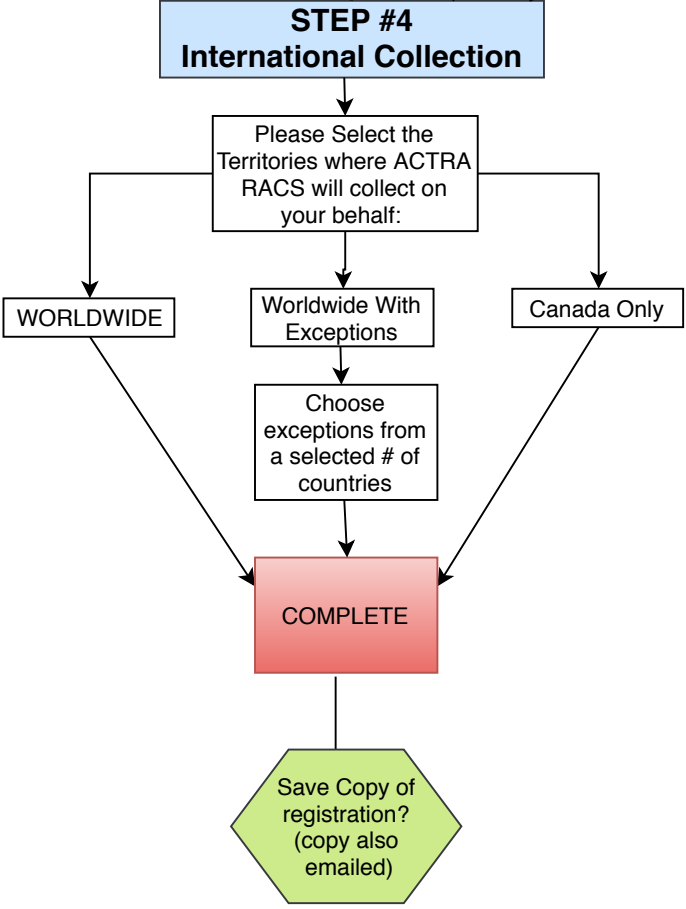 STEP #4
International Collection
Please Select the
Territories where ACTRA
RACS will collect on
your behalf:
WORLDWIDE
Worldwide With
Exceptions
Canada Only
Choose
exceptions from
a selected # of
countries
COMPLETE
Save Copy of
registration?
(copy also
emailed)